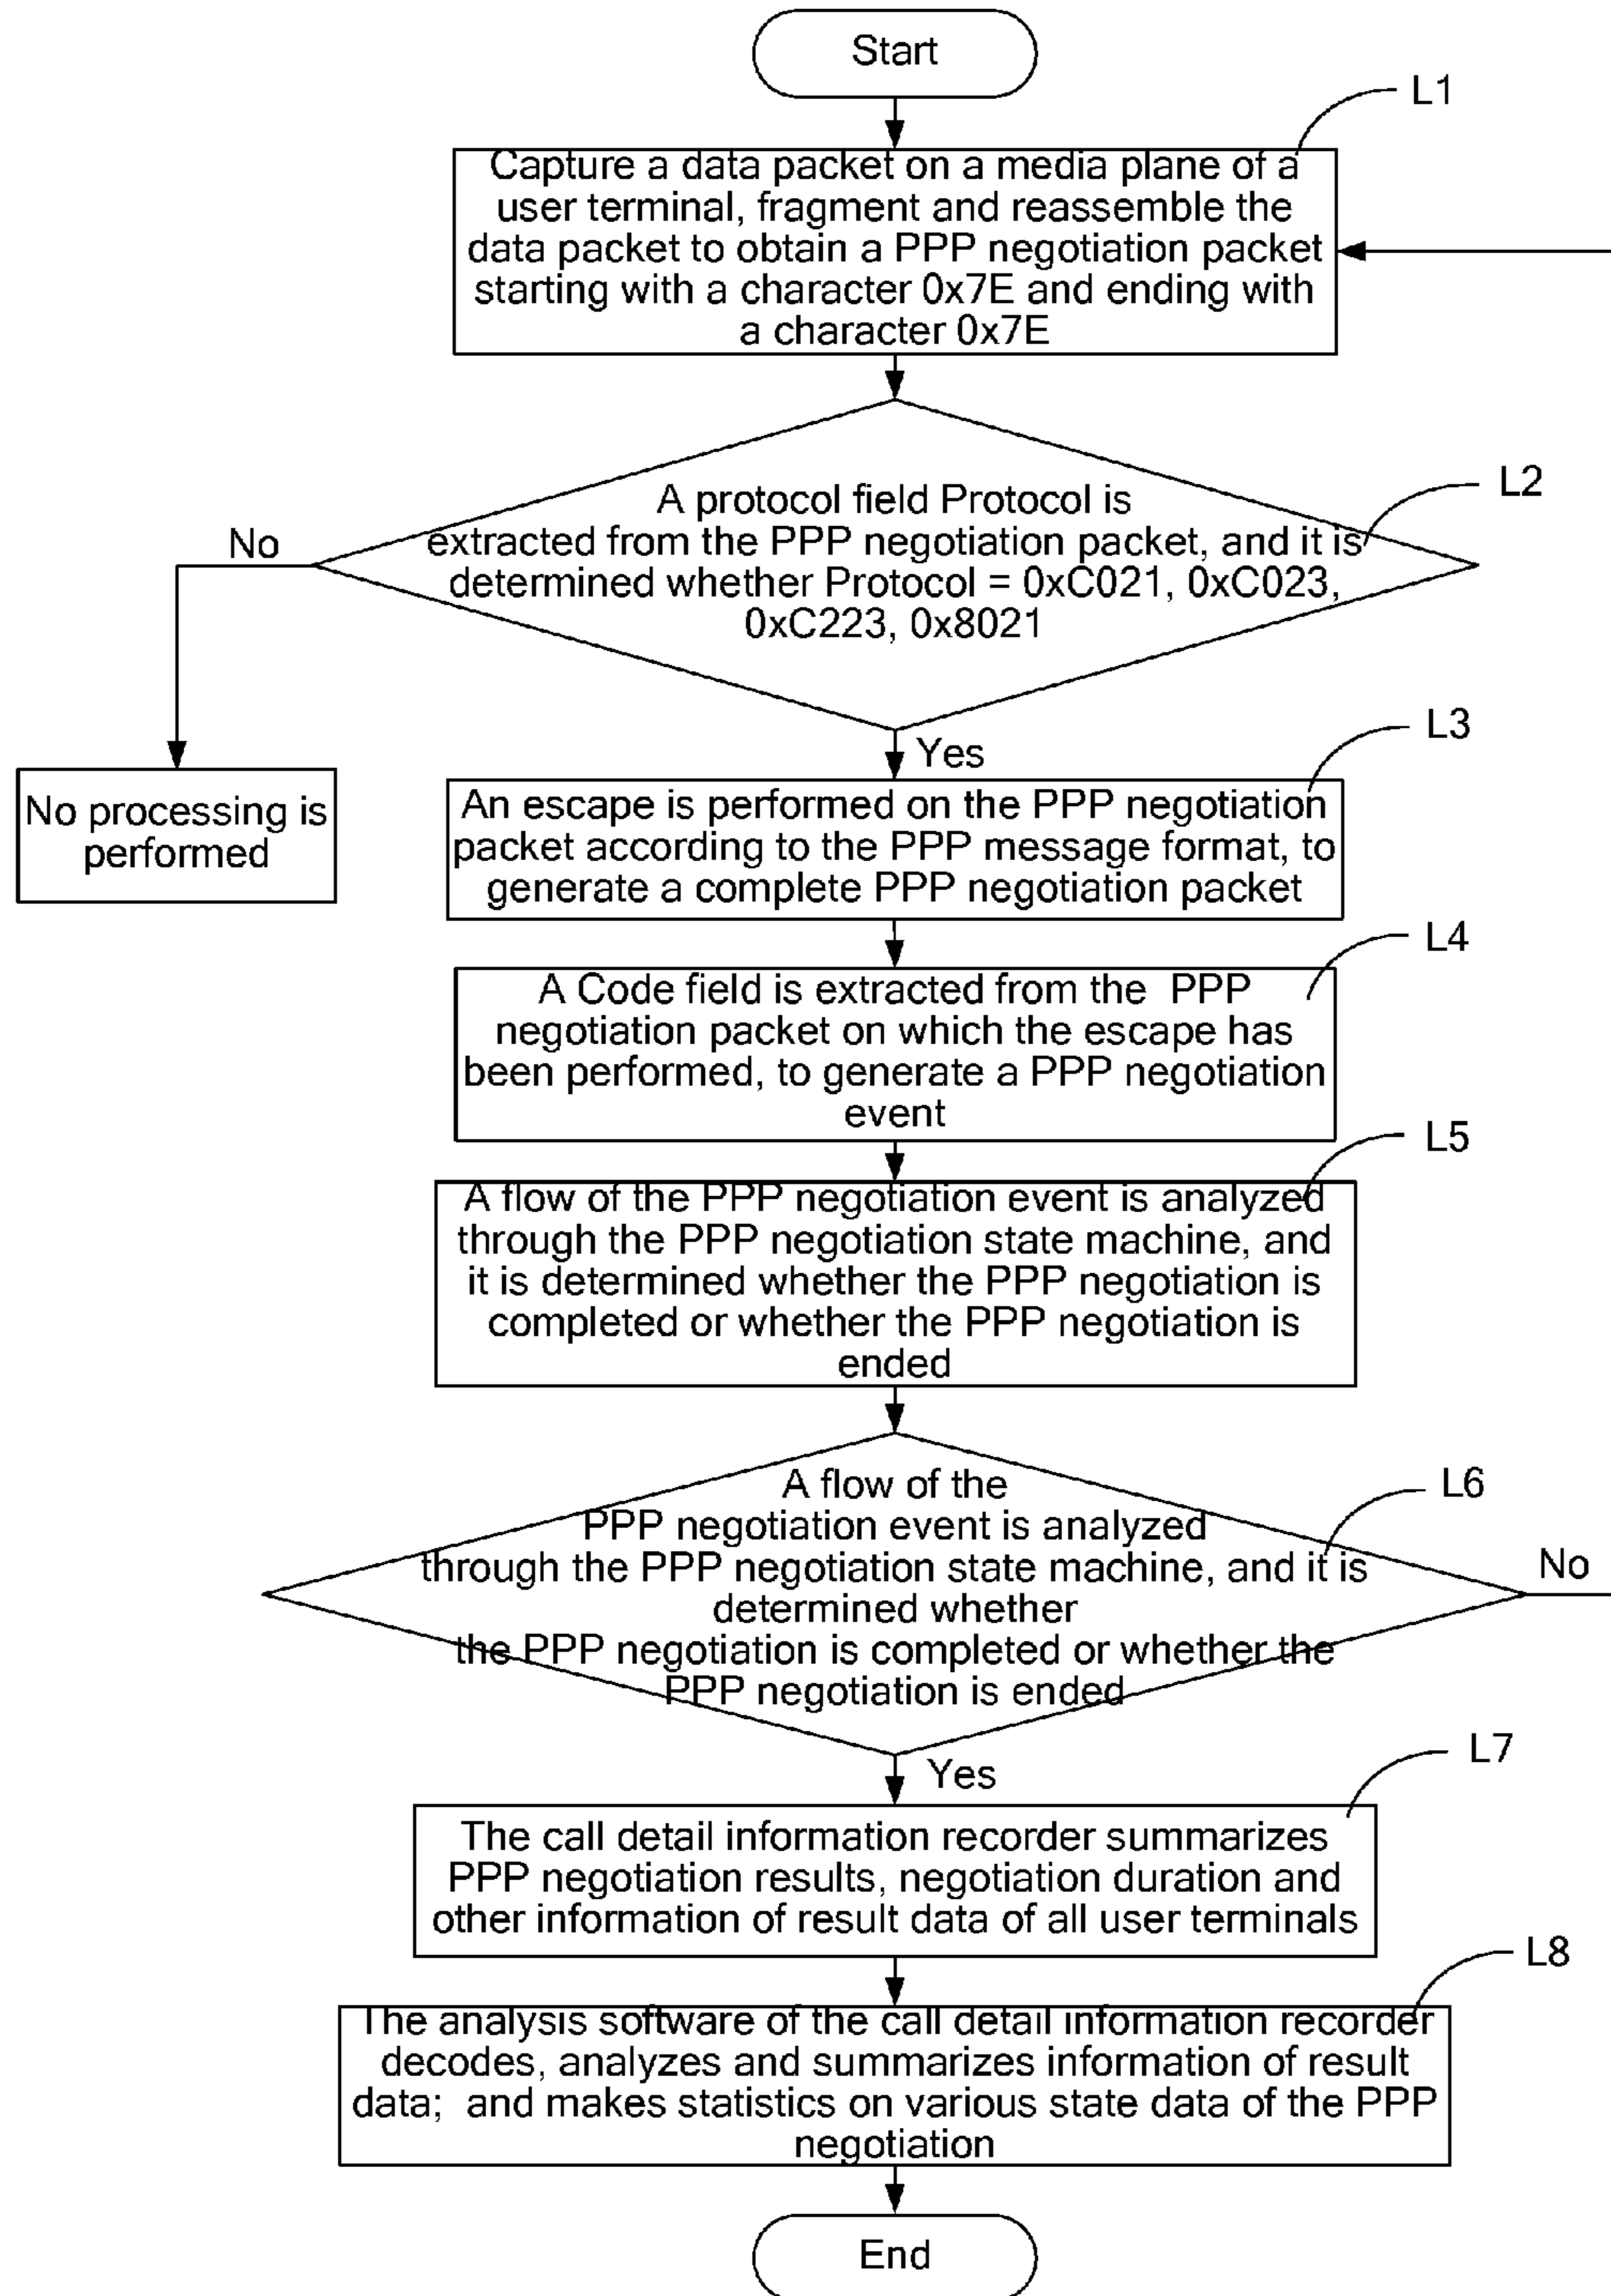 Start
L1
Capture a data packet on a media plane of a
user terminal, fragment and reassemble the
data packet to obtain a PPP negotiation packet
starting with a character 0x7E and ending with
a character 0x7E
L2
A protocol field Protocol is
extracted from the PPP negotiation packet, and it is
determined whether Protocol = 0xC021, 0xC023,
0xC223, 0x8021
No
Yes
No processing is
performed
L3
An escape is performed on the PPP negotiation
packet according to the PPP message format, to
generate a complete PPP negotiation packet
L4
A Code field is extracted from the PPP
negotiation packet on which the escape has
been performed, to generate a PPP negotiation
event
L5
A flow of the PPP negotiation event is analyzed
through the PPP negotiation state machine, and
it is determined whether the PPP negotiation is
completed or whether the PPP negotiation is
ended
L6
A flow of the
PPP negotiation event is analyzed
through the PPP negotiation state machine, and it is
determined whether
the PPP negotiation is completed or whether the
PPP negotiation is ended
No
Yes
L7
The call detail information recorder summarizes
PPP negotiation results, negotiation duration and
other information of result data of all user terminals
L8
The analysis software of the call detail information recorder
decodes, analyzes and summarizes information of result
data; and makes statistics on various state data of the PPP
negotiation
End